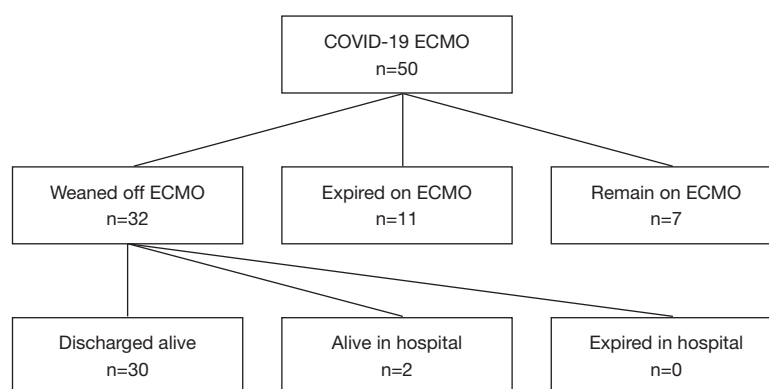 COVID-19 ECMO
n=50
Weaned off ECMO
n=32
Expired on ECMO
n=11
Remain on ECMO
n=7
Discharged alive
n=30
Alive in hospital
n=2
Expired in hospital
n=0